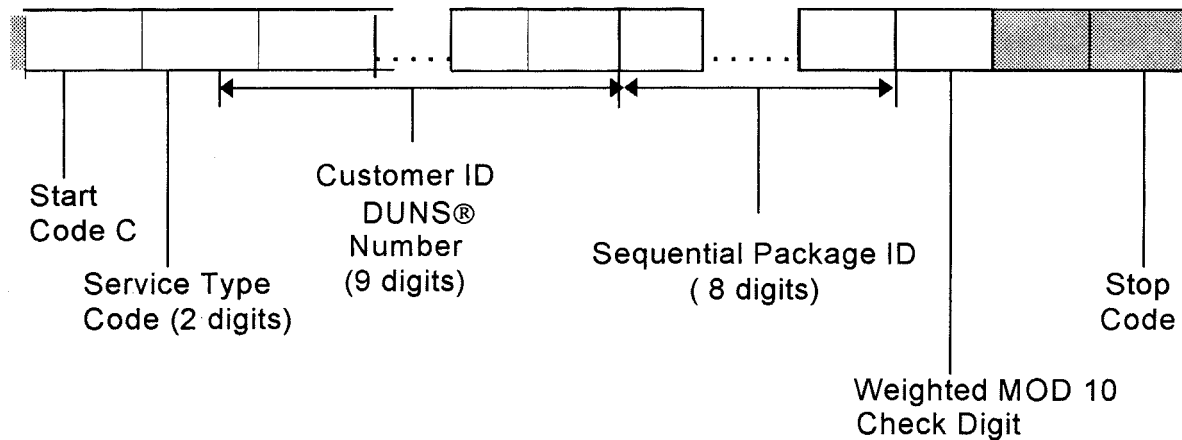 Start
Code C
Service Type
Code (2 digits)
Customer ID
DUNS®
Number
(9 digits)
Sequential Package ID
( 8 digits)
Weighted MOD 10
Check Digit
Stop
Code